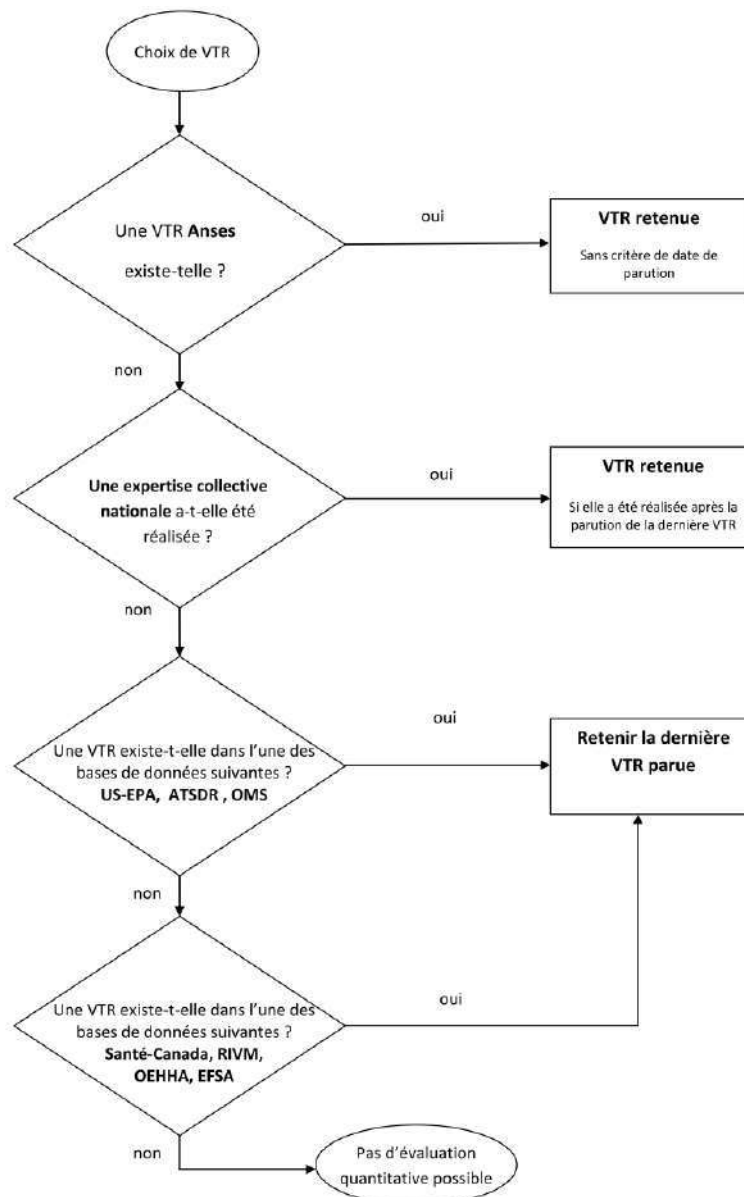 Choix de VTR
Une VTR Anses
existe-telle ?
oui
VTR retenue
Sans critère de date de
parution
non
Une expertise collective
nationale a-t-elle été
réalisée ?
oui
VTR retenue
Si elle a été réalisée après la
parution de la dernière VTR
non
Une VTR existe-t-elle dans l'une des
bases de données suivantes ?
US-EPA, ATSDR , OMS
oui
Retenir la dernière
VTR parue
non
Une VTR existe-t-elle dans l'une des
bases de données suivantes ?
Santé-Canada, RIVM,
OEHHA, EFSA
oui
non
Pas d'évaluation
quantitative possible